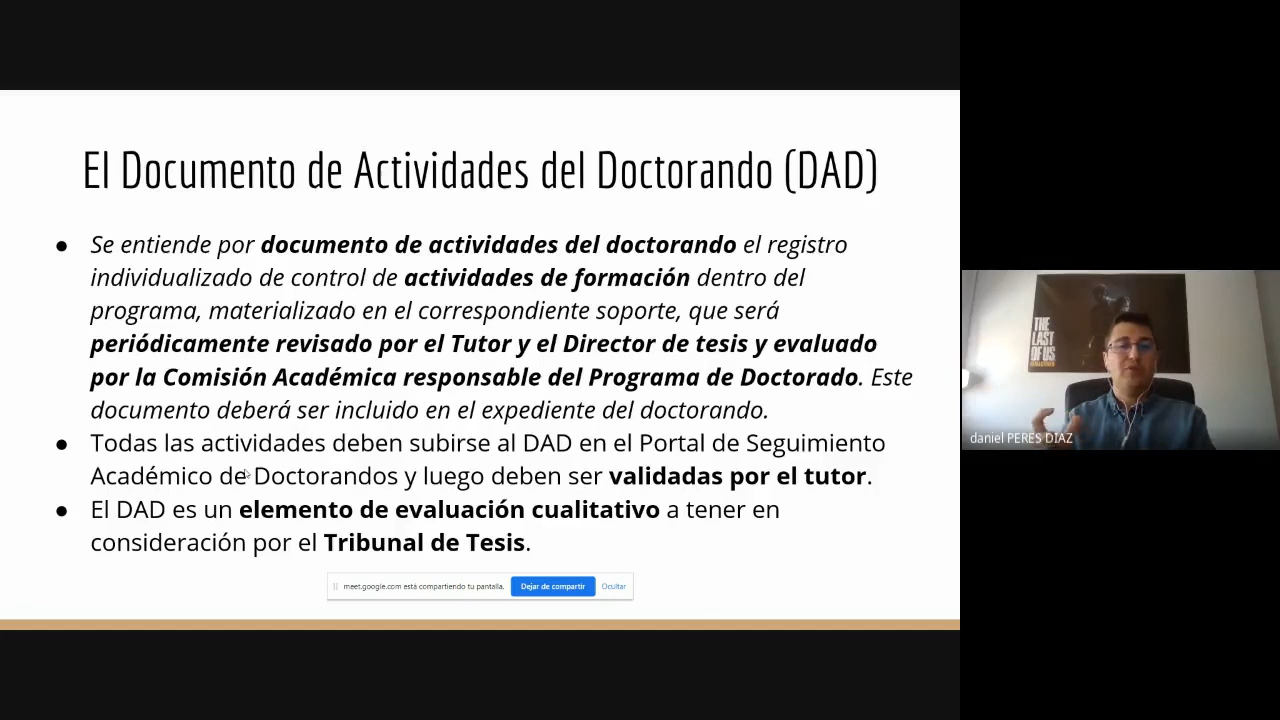 El Documento de Actividades del Doctorando (DAD)
● Se entiende por documento de actividades del doctorando el registro
individualizado de control de actividades de formación dentro del
programa, materializado en el correspondiente soporte, que será
periódicamente revisado por el Tutor y el Director de tesis y evaluado
por la Comisión Académica responsable del Programa de Doctorado. Este
documento deberá ser incluido en el expediente del doctorando.
● Todas las actividades deben subirse al DAD en el Portal de Seguimiento
Académico de Doctorandos y luego deben ser validadas por el tutor.
● El DAD es un elemento de evaluación cualitativo a tener en
consideración por el Tribunal de Tesis.
meet.google.com está compartiendo tu pantalla. Dejar de compartir Ocultar
THE
LAST
OF US
daniel PERES DIAZ